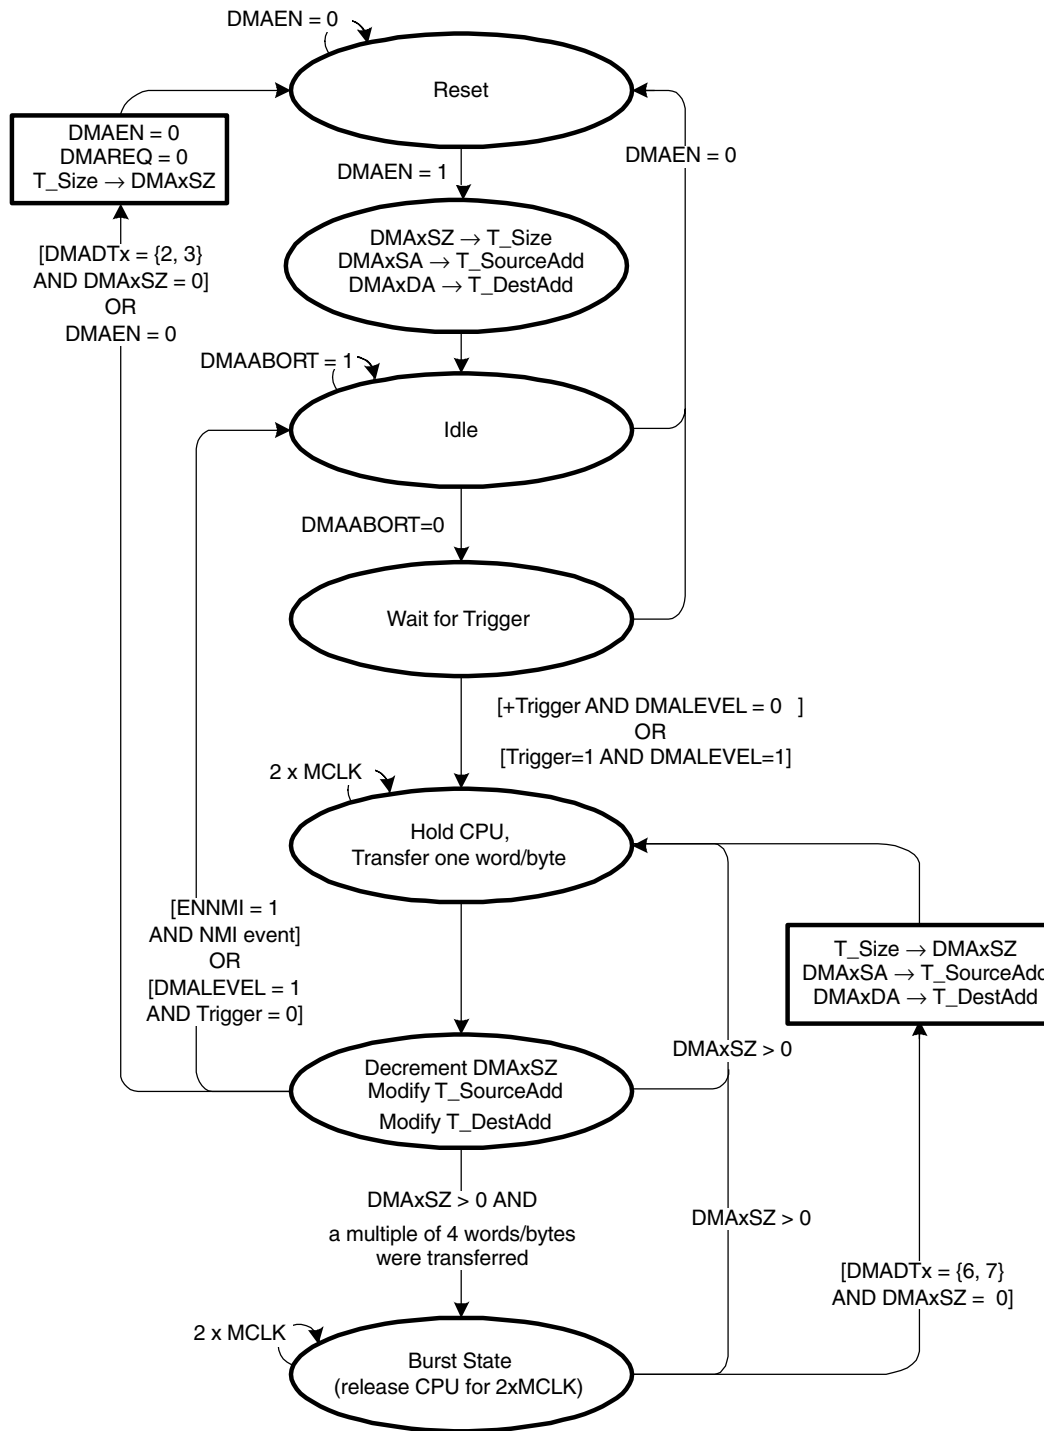 DMAEN = 0
Reset
DMAEN = 0
DMAREQ = 0
T_Size → DMAxSZ
DMAEN = 0
DMAEN = 1
[DMADTx = {2, 3}
AND DMAxSZ = 0]
OR
DMAEN = 0
DMAxSZ → T_Size
DMAxSA → T_SourceAdd
DMAxDA → T_DestAdd
DMAABORT = 1
Idle
DMAABORT=0
Wait for Trigger
[+Trigger AND DMALEVEL = 0 ]
OR
[Trigger=1 AND DMALEVEL=1]
2 x MCLK
Hold CPU,
Transfer one word/byte
[ENNMI = 1
AND NMI event]
OR
[DMALEVEL = 1
AND Trigger = 0]
T_Size → DMAxSZ
DMAxSA → T_SourceAdd
DMAxDA → T_DestAdd
DMAxSZ > 0
Decrement DMAxSZ
Modify T_SourceAdd
Modify T_DestAdd
DMAxSZ > 0 AND
a multiple of 4 words/bytes
were transferred
DMAxSZ > 0
[DMADTx = {6, 7}
AND DMAxSZ = 0]
2 x MCLK
Burst State
(release CPU for 2xMCLK)